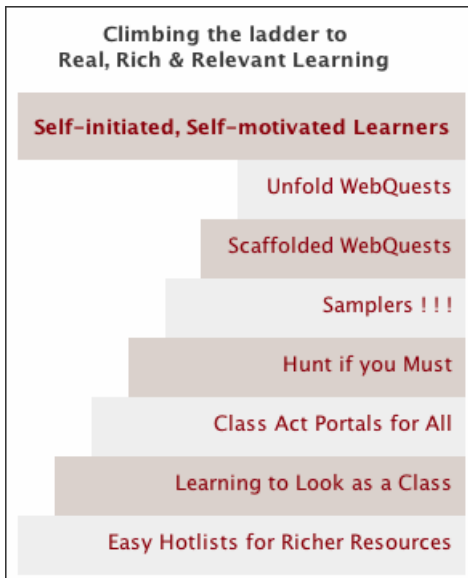 Climbing the ladder to
Real, Rich & Relevant Learning
Self-initiated, Self-motivated Learners
Unfold WebQuests
Scaffolded WebQuests
Samplers ! ! !
Hunt if you Must
Class Act Portals for All
Learning to Look as a Class
Easy Hotlists for Richer Resources